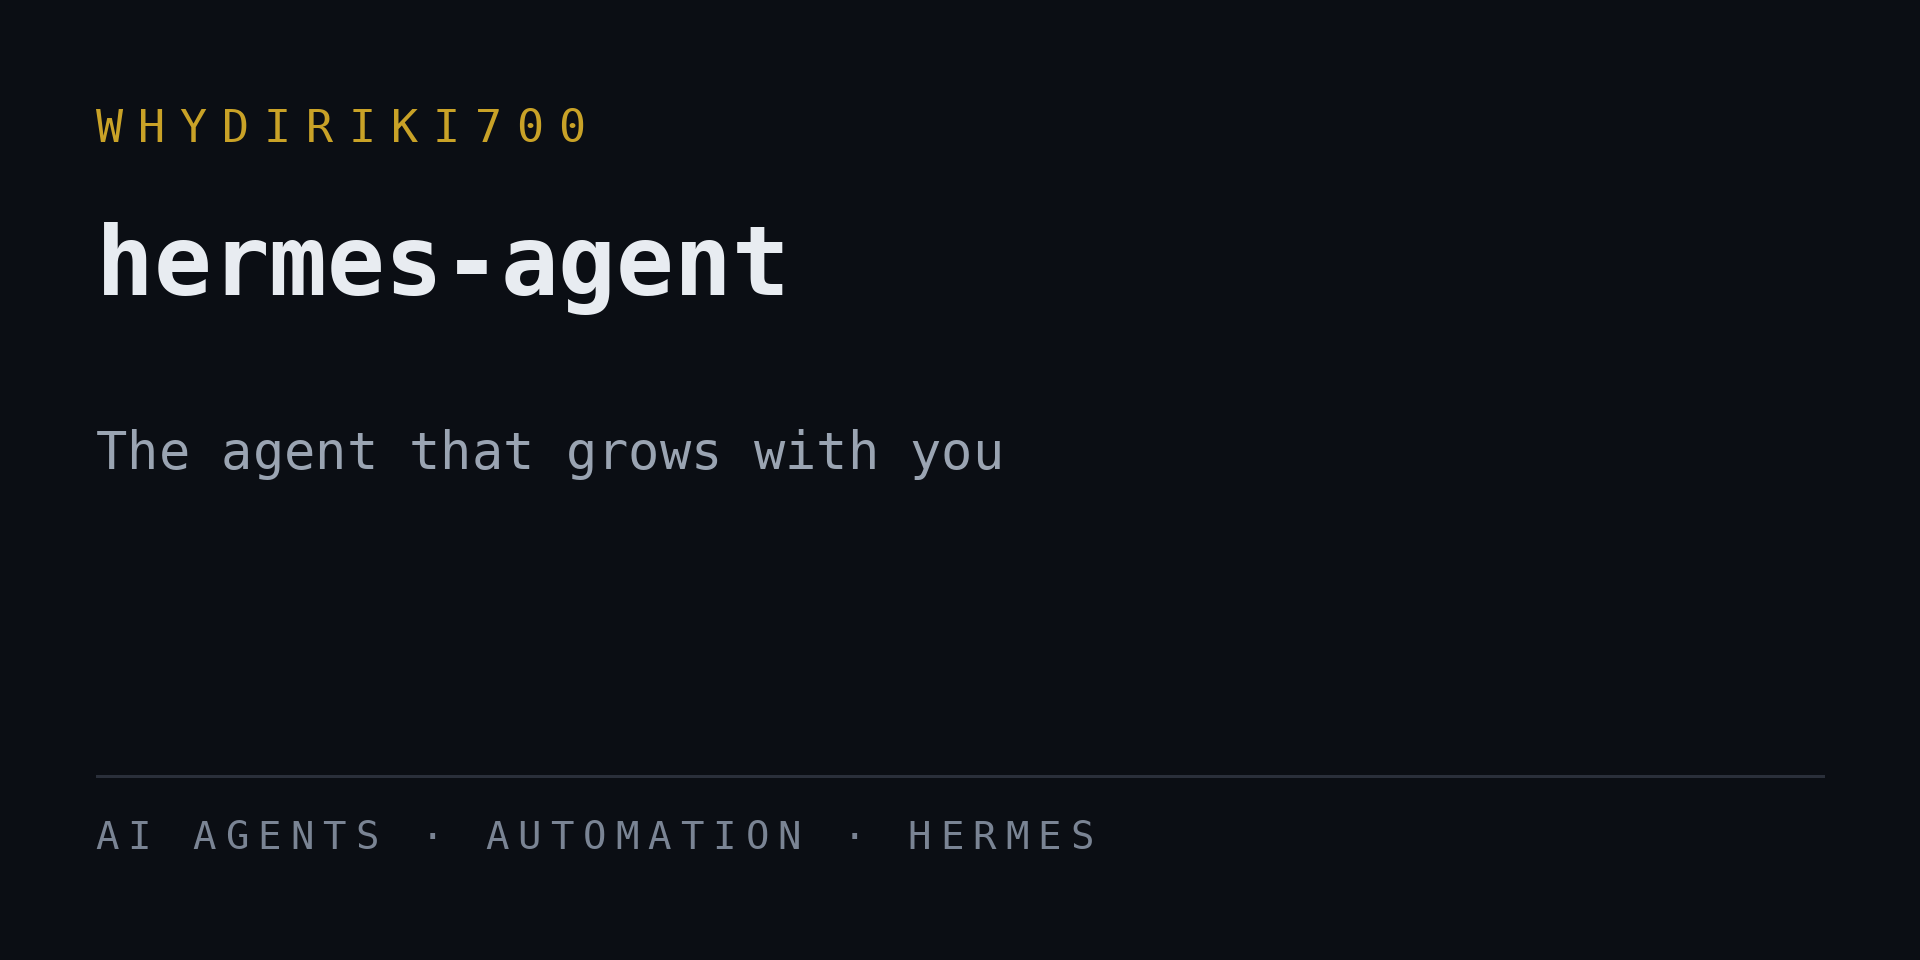 WHYDIRIKI700
hermes-agent
The agent that grows with you
AI AGENTS · AUTOMATION · HERMES